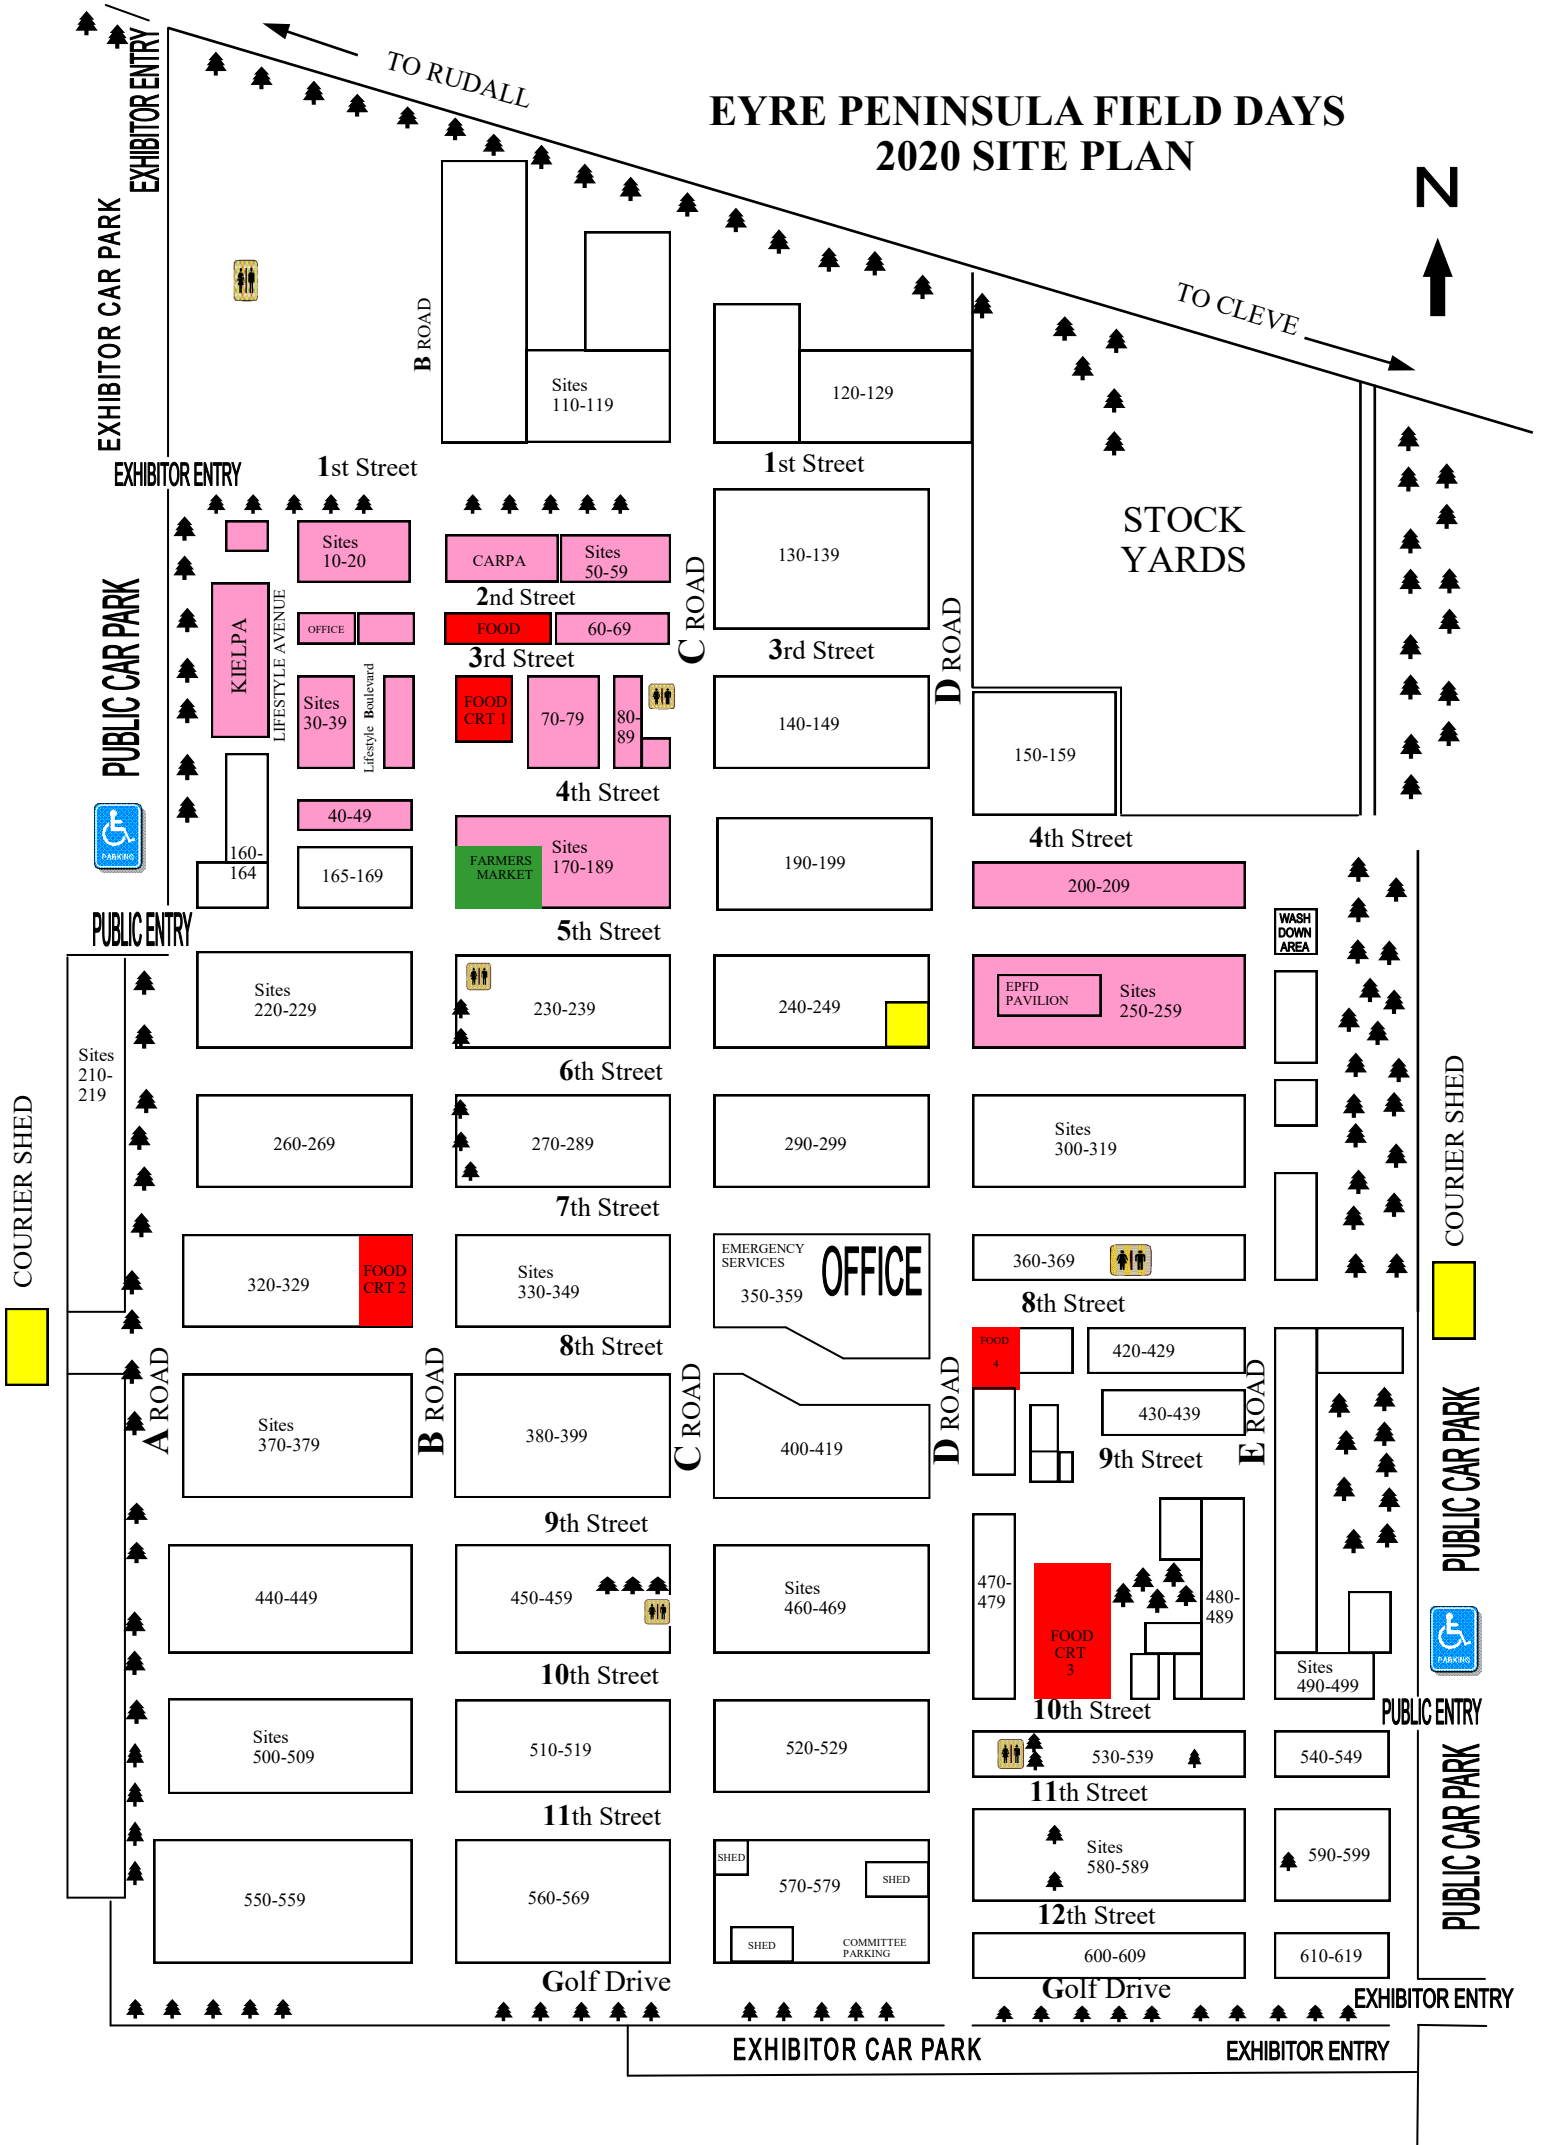 EXHIBITOR ENTRY
TO RUDALL
EYRE PENINSULA FIELD DAYS
2020 SITE PLAN
N
EXHIBITOR CAR PARK
TO CLEVE
B ROAD
Sites
110-119
120-129
EXHIBITOR ENTRY
1st Street
1st Street
STOCK
YARDS
Sites
10-20
CARPA
Sites
50-59
130-139
C ROAD
D ROAD
2nd Street
PUBLIC CAR PARK
KIELPA
LIFESTYLE AVENUE
OFFICE
FOOD
60-69
3rd Street
3rd Street
Sites
30-39
Lifestyle Boulevard
FOOD
CRT 1
70-79
80-
89
140-149
150-159
4th Street
PARKING
40-49
4th Street
160-
164
165-169
FARMERS
MARKET
Sites
170-189
190-199
200-209
PUBLIC ENTRY
5th Street
WASH
DOWN
AREA
Sites
220-229
230-239
240-249
EPFD
PAVILION
Sites
250-259
Sites
210-
219
6th Street
COURIER SHED
COURIER SHED
260-269
270-289
290-299
Sites
300-319
7th Street
320-329
FOOD
CRT 2
Sites
330-349
EMERGENCY
SERVICES
OFFICE
350-359
360-369
8th Street
8th Street
FOOD
4
420-429
A ROAD
B ROAD
C ROAD
D ROAD
E ROAD
Sites
370-379
380-399
400-419
430-439
9th Street
PUBLIC CAR PARK
9th Street
440-449
450-459
Sites
460-469
470-
479
FOOD
CRT
3
480-
489
PARKING
10th Street
Sites
490-499
10th Street
PUBLIC ENTRY
Sites
500-509
510-519
520-529
530-539
540-549
11th Street
11th Street
PUBLIC CAR PARK
550-559
560-569
SHED
570-579
SHED
SHED
COMMITTEE
PARKING
Sites
580-589
590-599
12th Street
600-609
610-619
Golf Drive
Golf Drive
EXHIBITOR ENTRY
EXHIBITOR CAR PARK
EXHIBITOR ENTRY